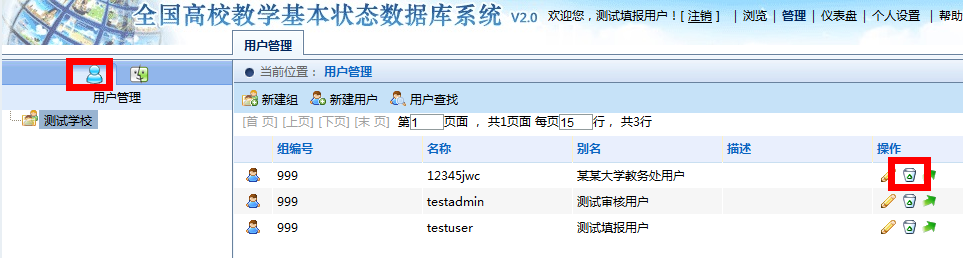 全国高校教学基本状态数据库系统 V2.0 欢迎您，测试填报用户！[ 注销 ] | 浏览 | 管理 | 仪表盘 | 个人设置 | 帮助
用户管理
当前位置： 用户管理
用户管理
测试学校
新建组 新建用户 用户查找
[首 页] [上页] [下页] [末 页] 第1页面 ，共1页面 每页15行，共3行
组编号 名称 别名 描述 操作
999 12345jwc 某某大学教务处用户
999 testadmin 测试审核用户
999 testuser 测试填报用户